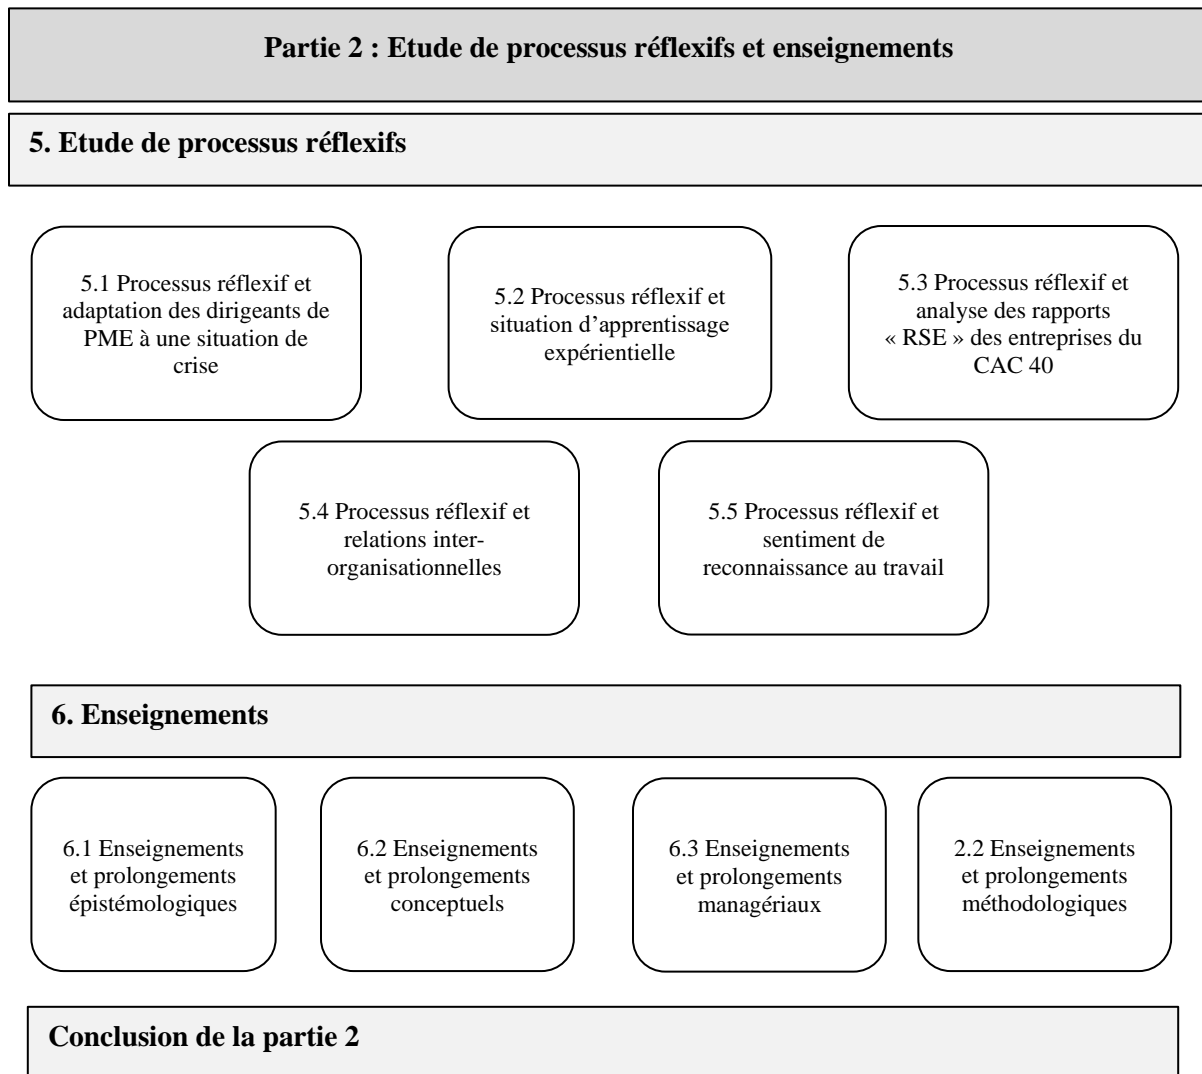 Partie 2 : Etude de processus réflexifs et enseignements
5. Etude de processus réflexifs
5.1 Processus réflexif et
adaptation des dirigeants de
PME à une situation de
crise
5.2 Processus réflexif et
situation d’apprentissage
expérientielle
5.3 Processus réflexif et
analyse des rapports
« RSE » des entreprises du
CAC 40
5.4 Processus réflexif et
relations inter-
organisationnelles
5.5 Processus réflexif et
sentiment de
reconnaissance au travail
6. Enseignements
6.1 Enseignements
et prolongements
épistémologiques
6.2 Enseignements
et prolongements
conceptuels
6.3 Enseignements
et prolongements
managériaux
2.2 Enseignements
et prolongements
méthodologiques
Conclusion de la partie 2